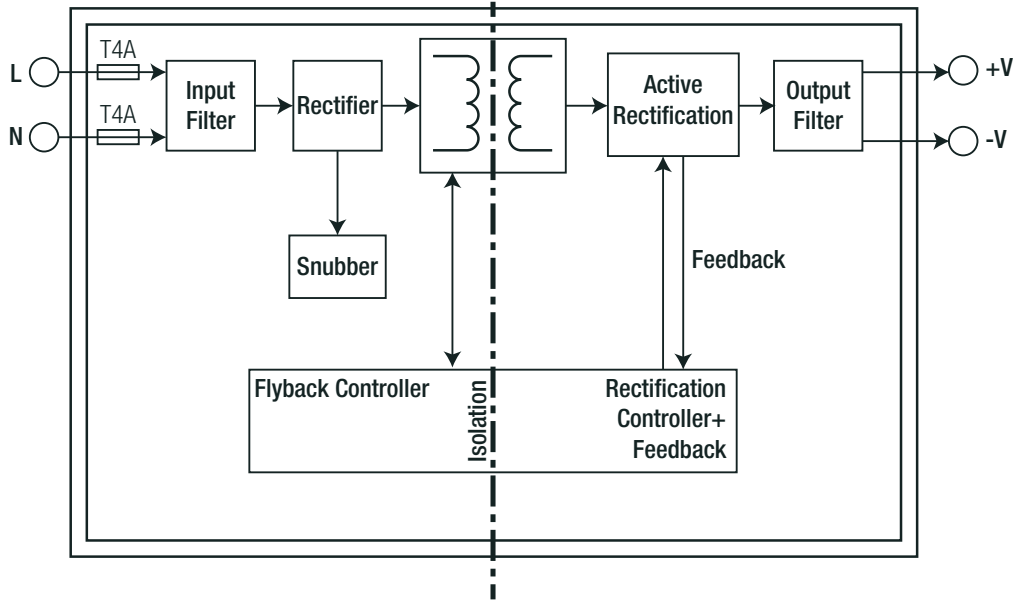 T4A
L
+V
Input
Filter
Rectifier
Active
Rectification
Output
Filter
T4A
N
-V
Snubber
Feedback
Flyback Controller
Isolation
Rectification
Controller+
Feedback